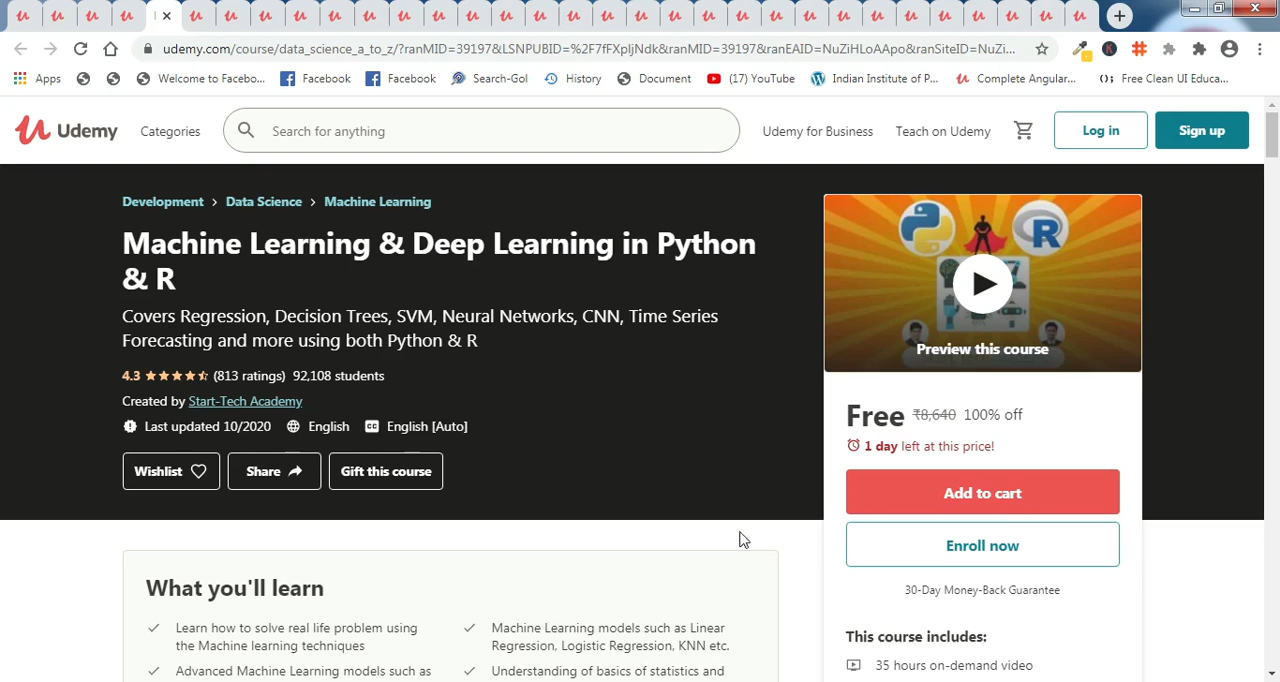 udemy.com/course/data_science_a_to_z/?ranMID=39197&LSNPUBID=%2F7fFXpljNdk&ranMID=39197&ranEAID=NuZiHLoAApo&ranSiteID=NuZi...
Apps Welcome to Facebo... Facebook Facebook Search-Gol History Document (17) YouTube Indian Institute of P... Complete Angular... Free Clean UI Educa...
Udemy Categories Search for anything Udemy for Business Teach on Udemy Log in Sign up
Development > Data Science > Machine Learning
Machine Learning & Deep Learning in Python
& R
Covers Regression, Decision Trees, SVM, Neural Networks, CNN, Time Series
Forecasting and more using both Python & R
4.3 (813 ratings) 92,108 students
Created by Start-Tech Academy
Last updated 10/2020 English English [Auto]
Wishlist Share Gift this course
What you'll learn
Learn how to solve real life problem using
the Machine learning techniques
Machine Learning models such as Linear
Regression, Logistic Regression, KNN etc.
Advanced Machine Learning models such as
Understanding of basics of statistics and
R
Preview this course
Free ₹8,640 100% off
1 day left at this price!
Add to cart
Enroll now
30-Day Money-Back Guarantee
This course includes:
35 hours on-demand video